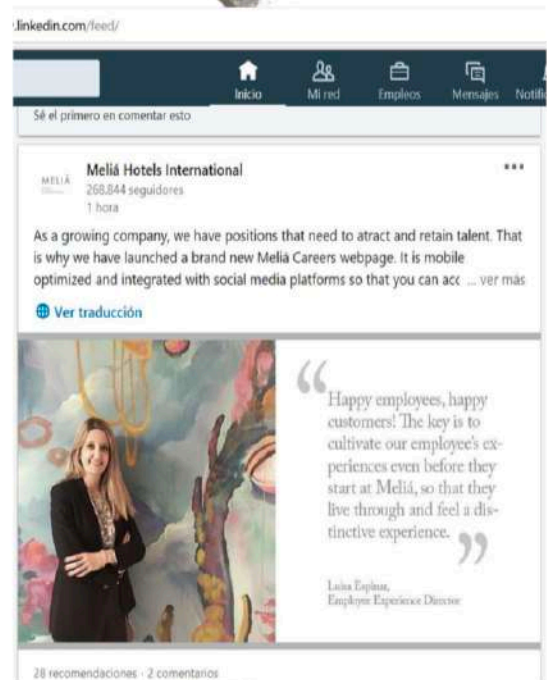 .linkedin.com/feed/
Inicio
Mi red
Empleos
Mensajes
Notifi
Sé el primero en comentar esto
MELIÁ
Meliá Hotels International
268.844 seguidores
1 hora
As a growing company, we have positions that need to atract and retain talent. That
is why we have launched a brand new Meliá Careers webpage. It is mobile
optimized and integrated with social media platforms so that you can acc ... ver más
Ver traducción
“Happy employees, happy
customers! The key is to
cultivate our employee's ex-
periences even before they
start at Meliá, so that they
live through and feel a dis-
tinctive experience.”
Luisa Espinar,
Employee Experience Director
28 recomendaciones · 2 comentarios